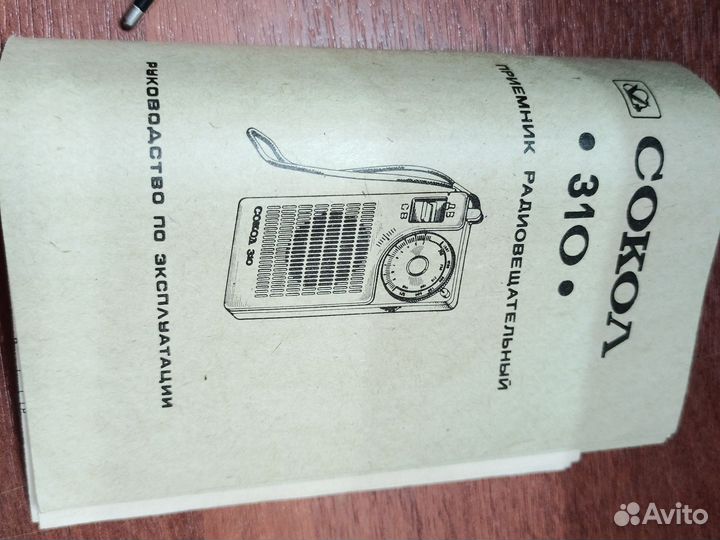 СОКОЛ
• 310 •
ПРИЕМНИК РАДИОВЕЩАТЕЛЬНЫЙ
ДВ
СВ
СОКОЛ 310
РУКОВОДСТВО ПО ЭКСПЛУАТАЦИИ
Avito